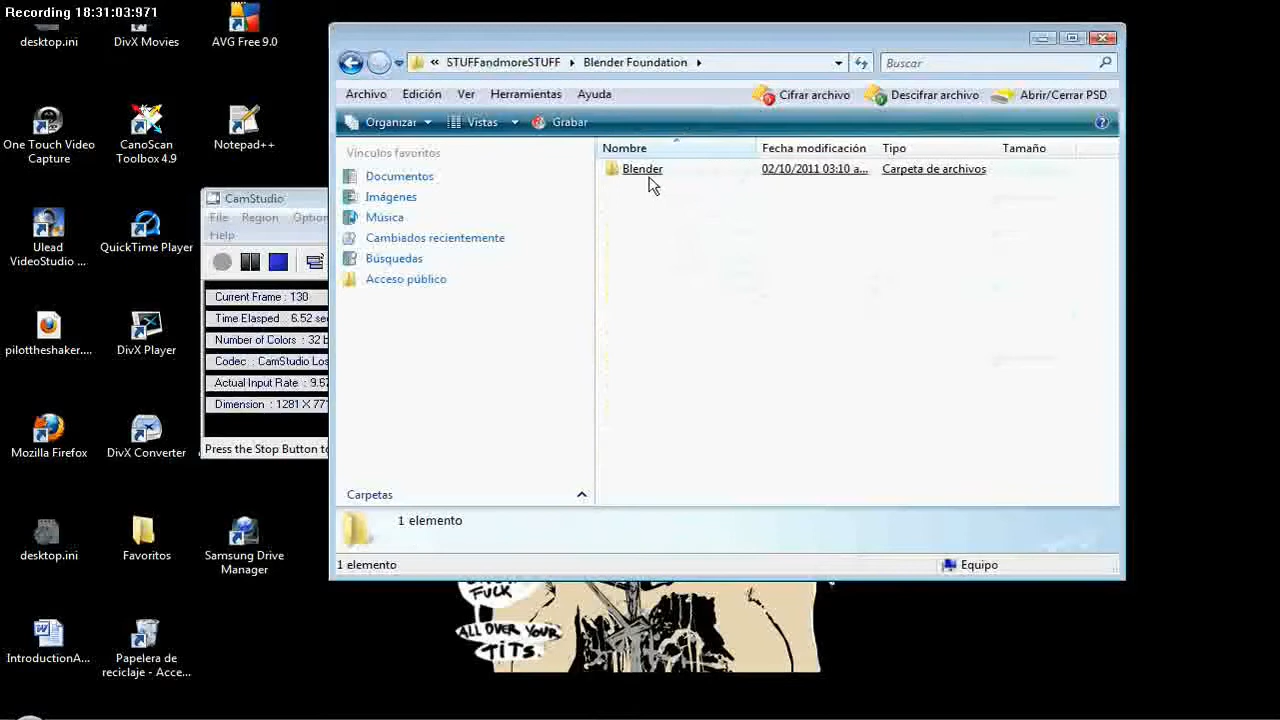 Recording 18:31:03:971
desktop.ini
DivX Movies
AVG Free 9.0
One Touch Video Capture
CanoScan Toolbox 4.9
Notepad++
Ulead VideoStudio ...
QuickTime Player
pilottheshaker....
DivX Player
Mozilla Firefox
DivX Converter
desktop.ini
Favoritos
Samsung Drive Manager
IntroductionA...
Papelera de reciclaje - Acce...
CamStudio
File Region Option
Help
Current Frame : 130
Time Elasped : 6.52 sec
Number of Colors : 32 b
Codec : CamStudio Los
Actual Input Rate : 9.67
Dimension : 1281 X 771
Press the Stop Button to
« STUFFandmoreSTUFF Blender Foundation
Buscar
Archivo Edición Ver Herramientas Ayuda
Cifrar archivo Descifrar archivo Abrir/Cerrar PSD
Organizar Vistas Grabar
Vínculos favoritos
Documentos
Imágenes
Música
Cambiados recientemente
Búsquedas
Acceso público
Carpetas
Nombre Fecha modificación Tipo Tamaño
Blender 02/10/2011 03:10 a... Carpeta de archivos
1 elemento
1 elemento
Equipo
FUCK
ALL OVER YOUR
TITS.